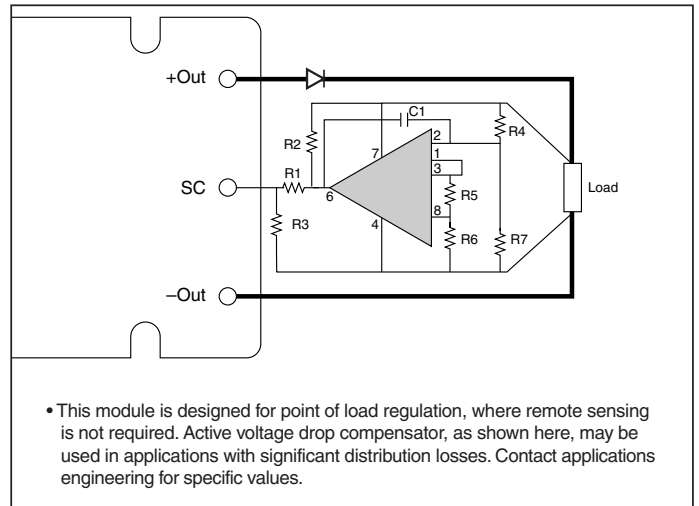 +Out
C1
R2
R4
2
7
1
R1
3
SC
6
R5
Load
8
R3
4
R6
R7
–Out
• This module is designed for point of load regulation, where remote sensing
is not required. Active voltage drop compensator, as shown here, may be
used in applications with significant distribution losses. Contact applications
engineering for specific values.